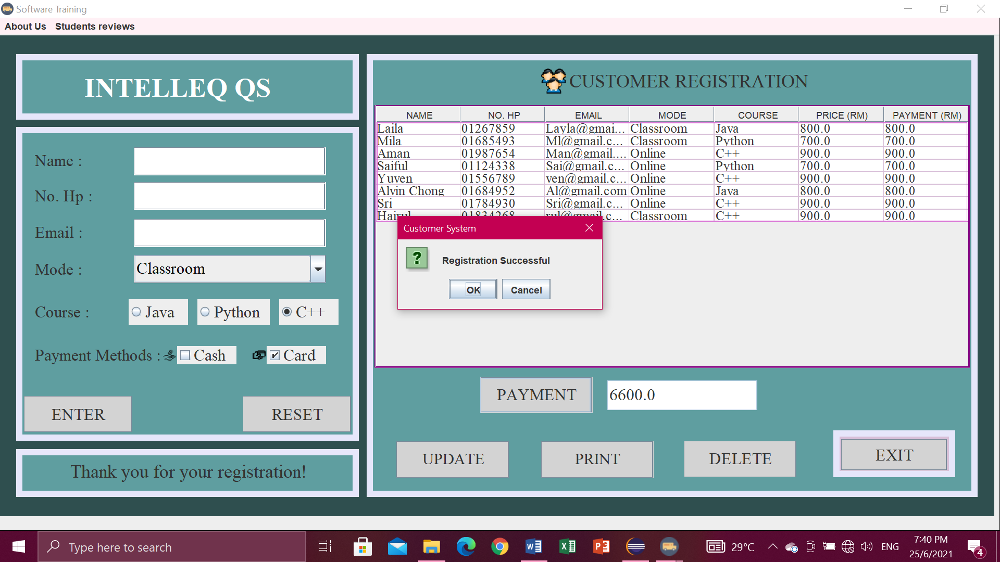 Software Training
About Us Students reviews
INTELLEQ QS
Name :
No. Hp :
Email :
Mode : Classroom
Course : Java Python C++
Payment Methods : Cash Card
ENTER RESET
Thank you for your registration!
CUSTOMER REGISTRATION
NAME NO. HP EMAIL MODE COURSE PRICE (RM) PAYMENT (RM)
Laila 01267859 Layla@gmai... Classroom Java 800.0 800.0
Mila 01685493 Ml@gmail.c... Classroom Python 700.0 700.0
Aman 01987654 Man@gmail.... Online C++ 900.0 900.0
Saiful 01124338 Sai@gmail.c... Online Python 700.0 700.0
Yuven 01556789 ven@gmail.c... Online C++ 900.0 900.0
Alvin Chong 01684952 Al@gmail.com Online Java 800.0 800.0
Sri 01784930 Sri@gmail.c... Online C++ 900.0 900.0
Hairul 01834268 rul@gmail.c... Classroom C++ 900.0 900.0
Customer System
Registration Successful
OK Cancel
PAYMENT 6600.0
UPDATE PRINT DELETE EXIT
Type here to search
29°C ENG 7:40 PM
25/6/2021
4